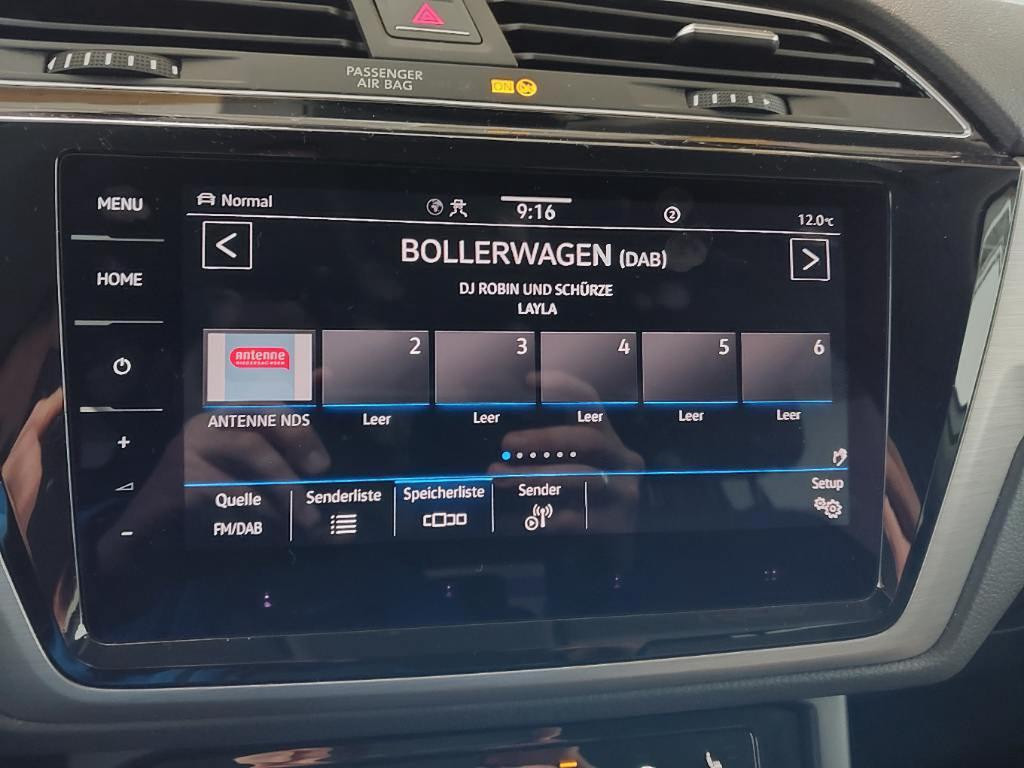 PASSENGER
AIR BAG
ON
MENU
HOME
+
-
Normal
9:16
2
12.0°C
<
BOLLERWAGEN (DAB)
>
DJ ROBIN UND SCHÜRZE
LAYLA
antenne
NIEDERSACHSEN
2
3
4
5
6
ANTENNE NDS
Leer
Leer
Leer
Leer
Leer
Quelle
FM/DAB
Senderliste
Speicherliste
Sender
Setup